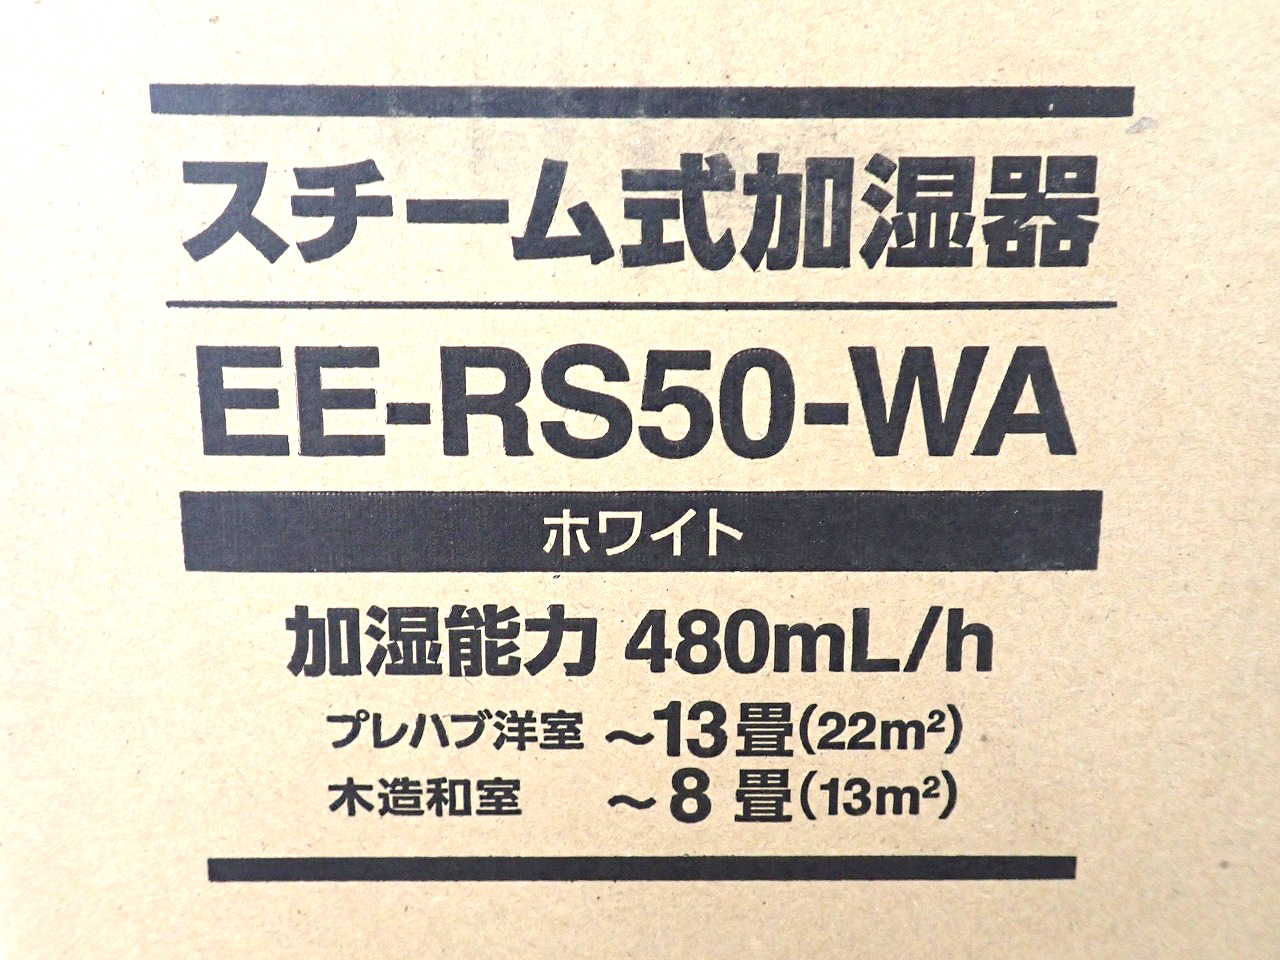 スチーム式加湿器
EE-RS50-WA
ホワイト
加湿能力 480mL/h
プレハブ洋室 ～13畳(22m²)
木造和室 ～8畳(13m²)